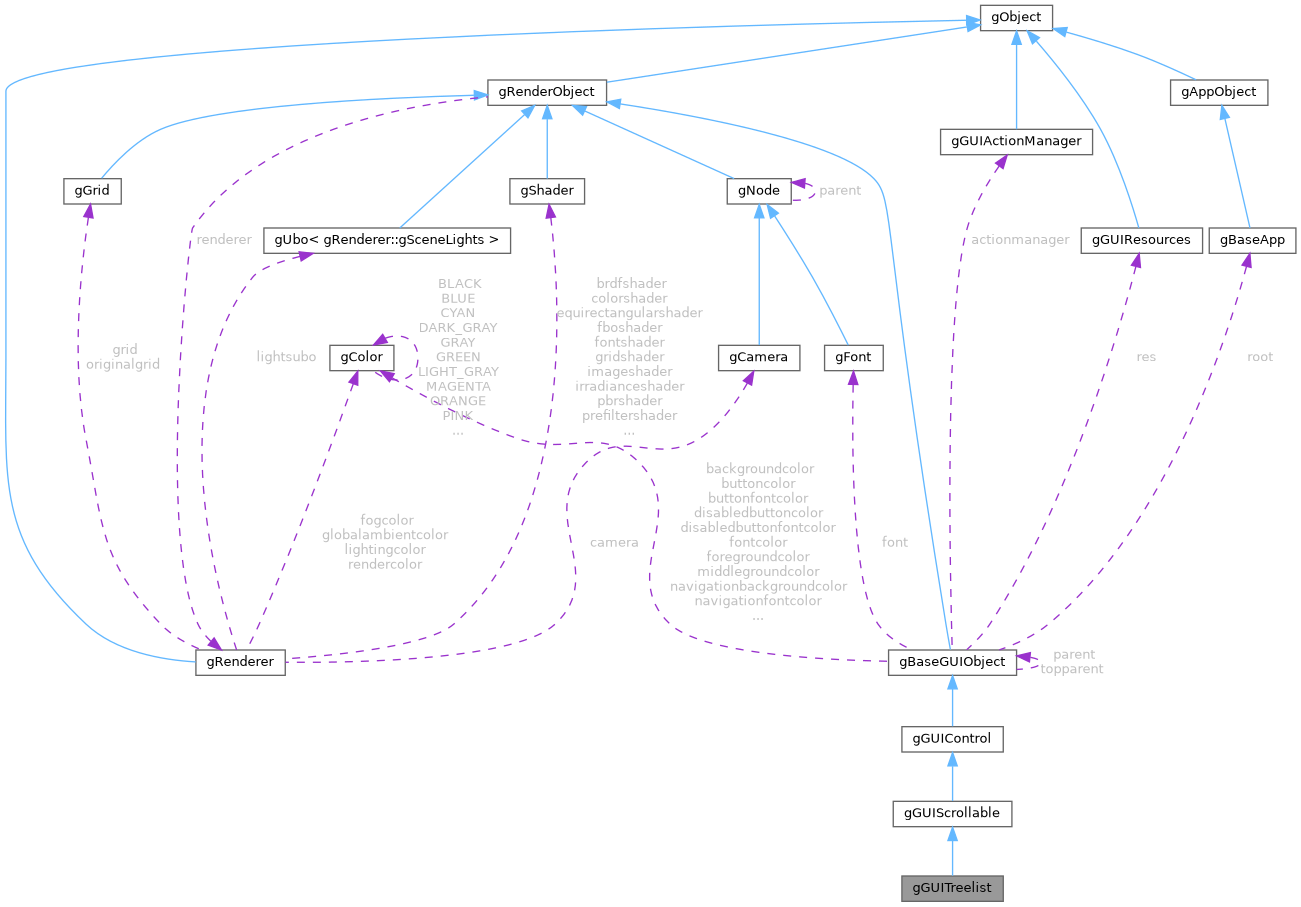 gObject
gRenderObject
gAppObject
gGUIActionManager
gGrid
gShader
gNode
parent
renderer
gUbo< gRenderer::gSceneLights >
actionmanager
gGUIResources
gBaseApp
BLACK
BLUE
CYAN
DARK_GRAY
GRAY
GREEN
LIGHT_GRAY
MAGENTA
ORANGE
PINK
...
brdfshader
colorshader
equirectangularshader
fboshader
fontshader
gridshader
imageshader
irradianceshader
pbrshader
prefiltershader
...
grid
originalgrid
lightsubo
gColor
gCamera
gFont
res
root
backgroundcolor
buttoncolor
buttonfontcolor
disabledbuttoncolor
disabledbuttonfontcolor
fontcolor
foregroundcolor
middlegroundcolor
navigationbackgroundcolor
navigationfontcolor
...
fogcolor
globalambientcolor
lightingcolor
rendercolor
camera
font
gRenderer
gBaseGUIObject
parent
topparent
gGUIControl
gGUIScrollable
gGUITreelist